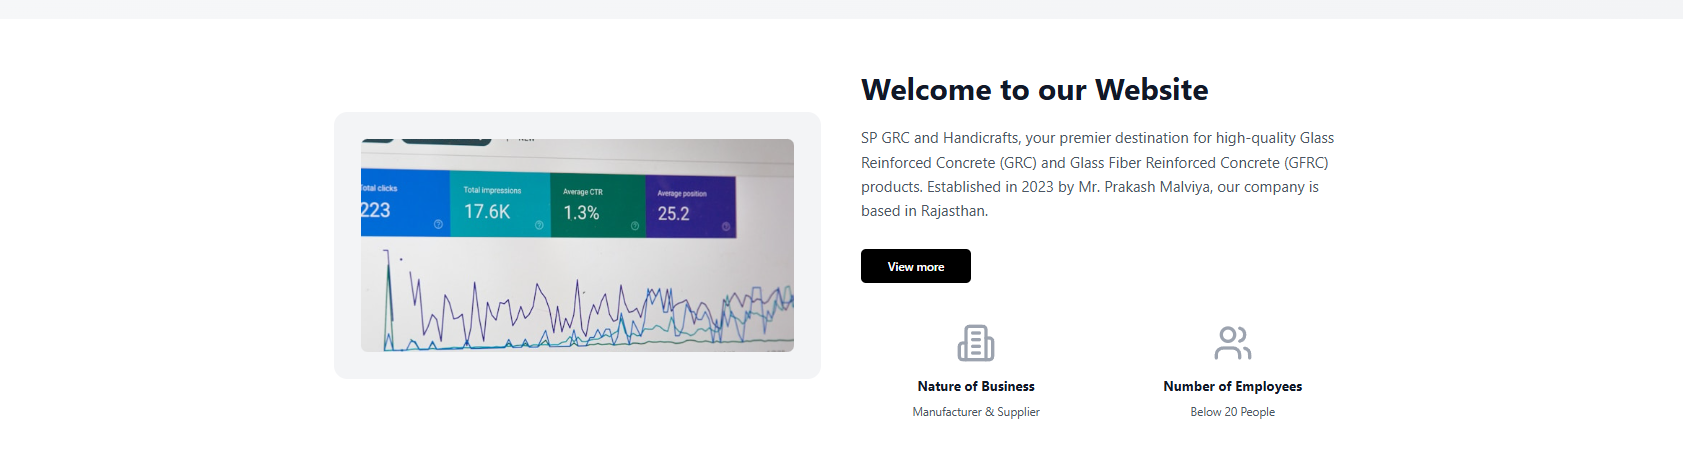 Welcome to our Website
SP GRC and Handicrafts, your premier destination for high-quality Glass
Reinforced Concrete (GRC) and Glass Fiber Reinforced Concrete (GFRC)
products. Established in 2023 by Mr. Prakash Malviya, our company is
based in Rajasthan.
View more
Total clicks
223
Total Impressions
17.6K
Average CTR
1.3%
Average position
25.2
Nature of Business
Manufacturer & Supplier
Number of Employees
Below 20 People